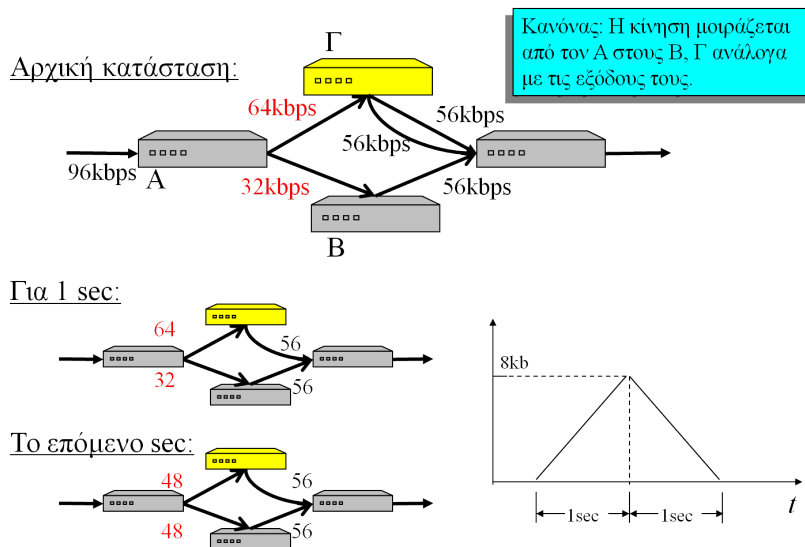 Κανόνας: Η κίνηση μοιράζεται
από τον Α στους Β, Γ ανάλογα
με τις εξόδους τους.
Αρχική κατάσταση:
Γ
64kbps
56kbps
56kbps
96kbps
Α
32kbps
56kbps
Β
Για 1 sec:
64
56
32
56
Το επόμενο sec:
48
56
48
56
8kb
1sec
1sec
t